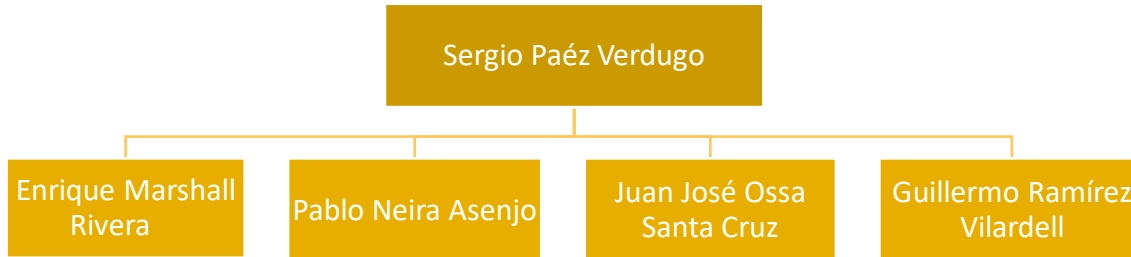 Sergio Paéz Verdugo
Enrique Marshall
Rivera
Pablo Neira Asenjo
Juan José Ossa
Santa Cruz
Guillermo Ramírez
Vilardell